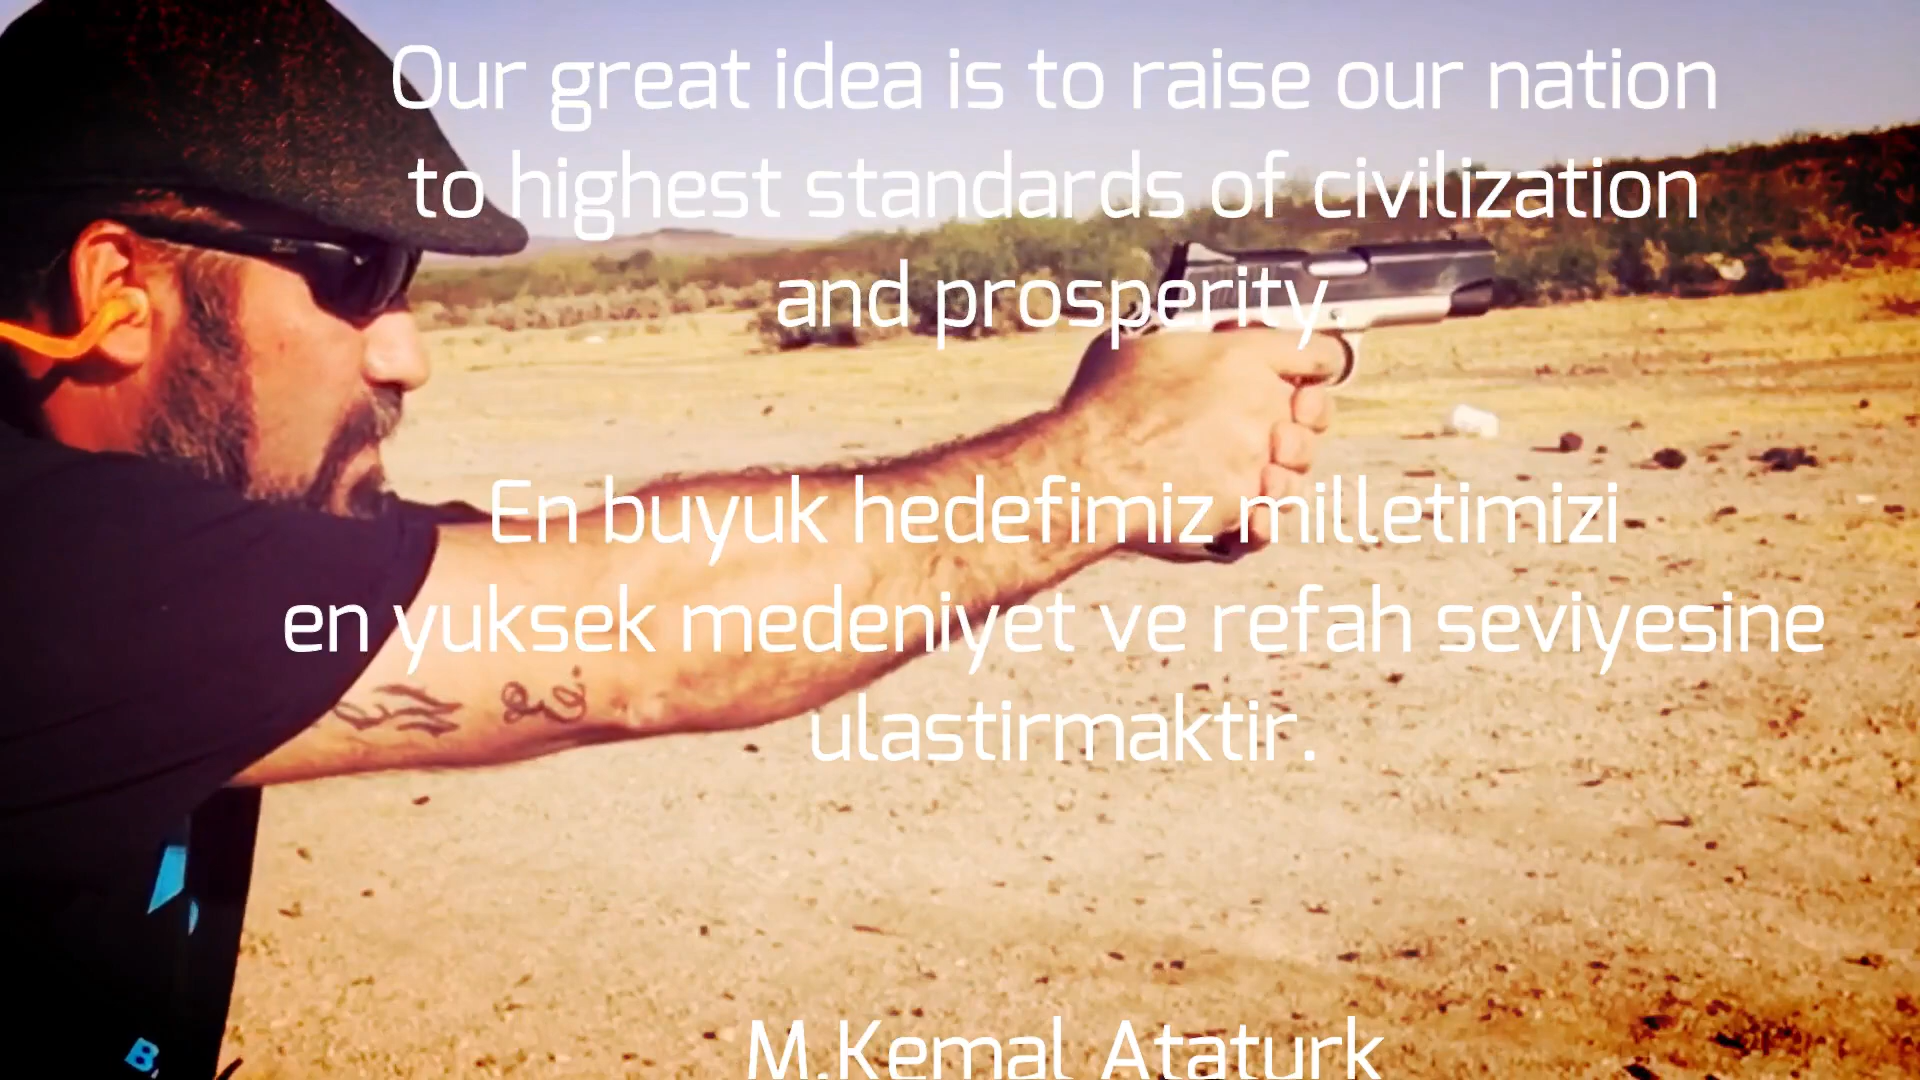 Our great idea is to raise our nation
to highest standards of civilization
and prosperity.
En buyuk hedefimiz milletimizi
en yuksek medeniyet ve refah seviyesine
ulastirmaktir.
M.Kemal Ataturk
B.